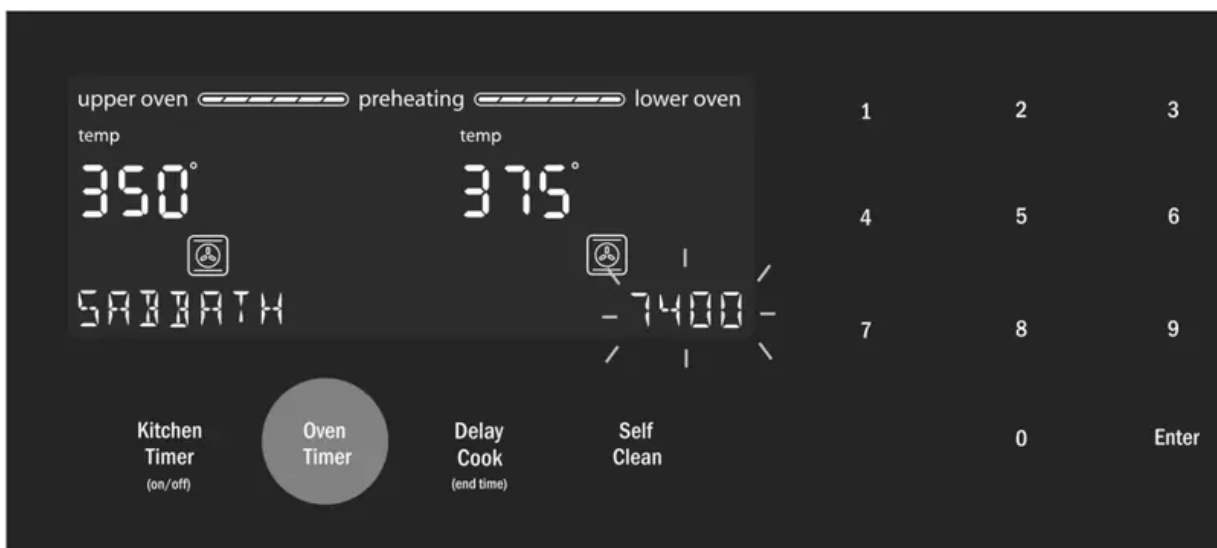 upper oven preheating lower oven
temp temp
350° 375°
SABBATH 7400
Kitchen Timer (on/off)
Oven Timer
Delay Cook (end time)
Self Clean
1 2 3
4 5 6
7 8 9
0 Enter